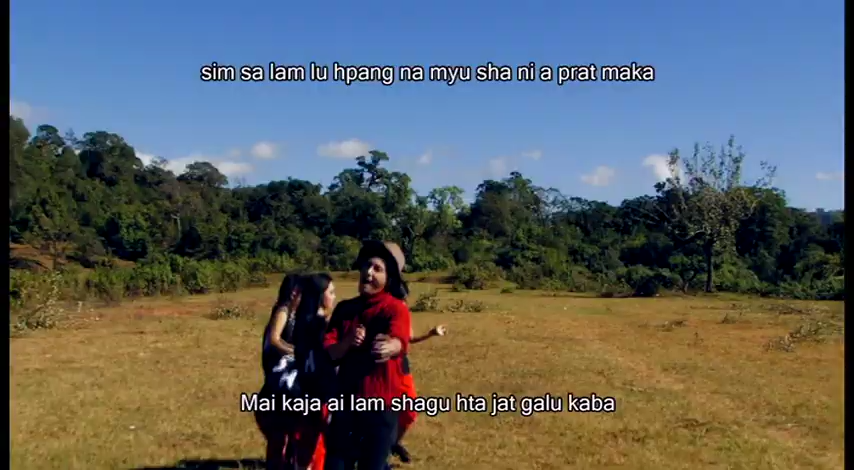 sim sa lam lu hpang na myu sha ni a prat maka
Mai kaja ai lam shagu hta jat galu kaba